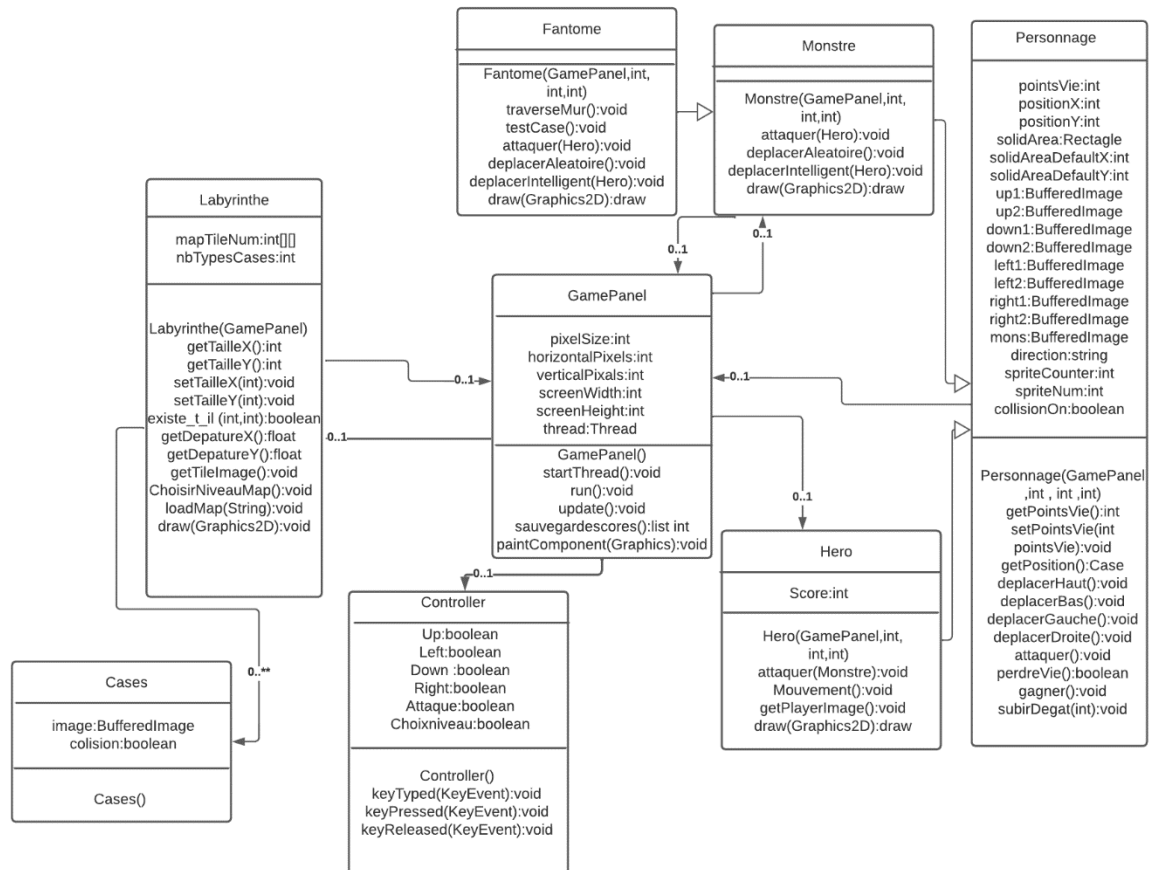 Fantome
Fantome(GamePanel,int,
int,int)
traverseMur():void
testCase():void
attaquer(Hero):void
deplacerAleatoire():void
deplacerIntelligent(Hero):void
draw(Graphics2D):draw
Monstre
Monstre(GamePanel,int,
int,int)
attaquer(Hero):void
deplacerAleatoire():void
deplacerIntelligent(Hero):void
draw(Graphics2D):draw
Personnage
pointsVie:int
positionX:int
positionY:int
solidArea:Rectagle
solidAreaDefaultX:int
solidAreaDefaultY:int
up1:BufferedImage
up2:BufferedImage
down1:BufferedImage
down2:BufferedImage
left1:BufferedImage
left2:BufferedImage
right1:BufferedImage
right2:BufferedImage
mons:BufferedImage
direction:string
spriteCounter:int
spriteNum:int
collisionOn:boolean
Personnage(GamePanel
,int , int ,int)
getPointsVie():int
setPointsVie(int
pointsVie):void
getPosition():Case
deplacerHaut():void
deplacerBas():void
deplacerGauche():void
deplacerDroite():void
attaquer():void
perdreVie():boolean
gagner():void
subirDegat(int):void
Labyrinthe
mapTileNum:int[][]
nbTypesCases:int
Labyrinthe(GamePanel)
getTailleX():int
getTailleY():int
setTailleX(int):void
setTailleY(int):void
existe_t_il (int,int):boolean
getDepatureX():float
getDepatureY():float
getTileImage():void
ChoisirNiveauMap():void
loadMap(String):void
draw(Graphics2D):void
0..1
0..1
GamePanel
pixelSize:int
horizontalPixels:int
verticalPixals:int
screenWidth:int
screenHeight:int
thread:Thread
GamePanel()
startThread():void
run():void
update():void
sauvegardescores():list int
paintComponent(Graphics):void
0..1
0..1
0..1
0..1
0..1
Hero
Score:int
Hero(GamePanel,int,
int,int)
attaquer(Monstre):void
Mouvement():void
getPlayerImage():void
draw(Graphics2D):draw
Controller
Up:boolean
Left:boolean
Down :boolean
Right:boolean
Attaque:boolean
Choixniveau:boolean
Controller()
keyTyped(KeyEvent):void
keyPressed(KeyEvent):void
keyReleased(KeyEvent):void
0..**
Cases
image:BufferedImage
colision:boolean
Cases()